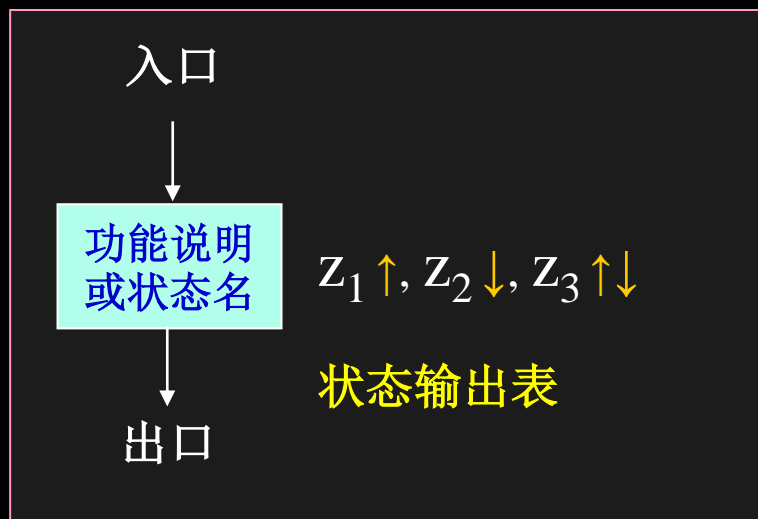 入口
功能说明
或状态名
z₁↑, z₂↓, z₃↑↓
状态输出表
出口